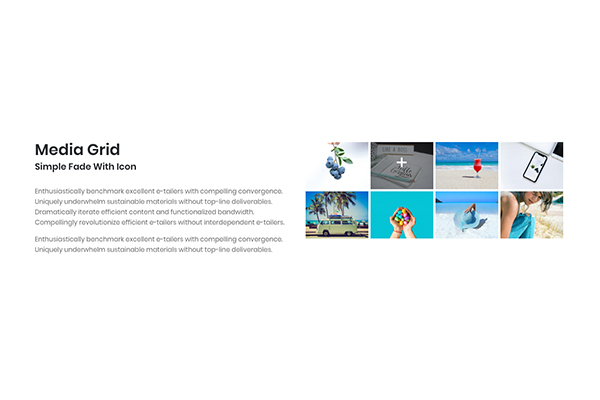 Media Grid
Simple Fade With Icon
Enthusiastically benchmark excellent e-tailers with compelling convergence.
Uniquely underwhelm sustainable materials without top-line deliverables.
Dramatically iterate efficient content and functionalized bandwidth.
Compellingly revolutionize efficient e-tailers without interdependent e-tailers.
Enthusiastically benchmark excellent e-tailers with compelling convergence.
Uniquely underwhelm sustainable materials without top-line deliverables.